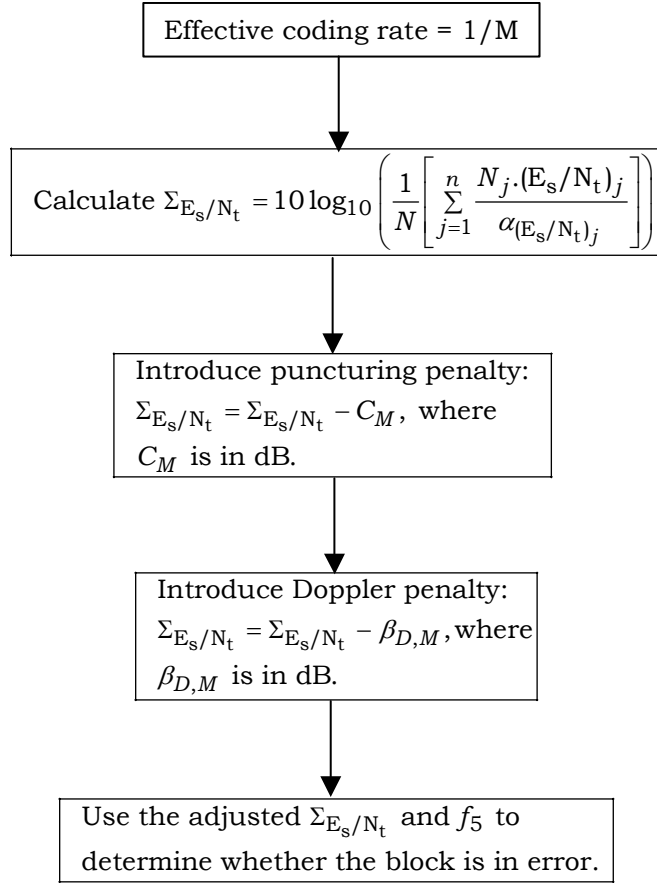 Effective coding rate = 1/M
Calculate Σ_{E_s/N_t} = 10 log_{10} ( \frac{1}{N} [ \sum_{j=1}^{n} \frac{N_j.(E_s/N_t)_j}{α_{(E_s/N_t)_j}} ] )
Introduce puncturing penalty:
Σ_{E_s/N_t} = Σ_{E_s/N_t} − C_M, where
C_M is in dB.
Introduce Doppler penalty:
Σ_{E_s/N_t} = Σ_{E_s/N_t} − β_{D,M}, where
β_{D,M} is in dB.
Use the adjusted Σ_{E_s/N_t} and f_5 to
determine whether the block is in error.